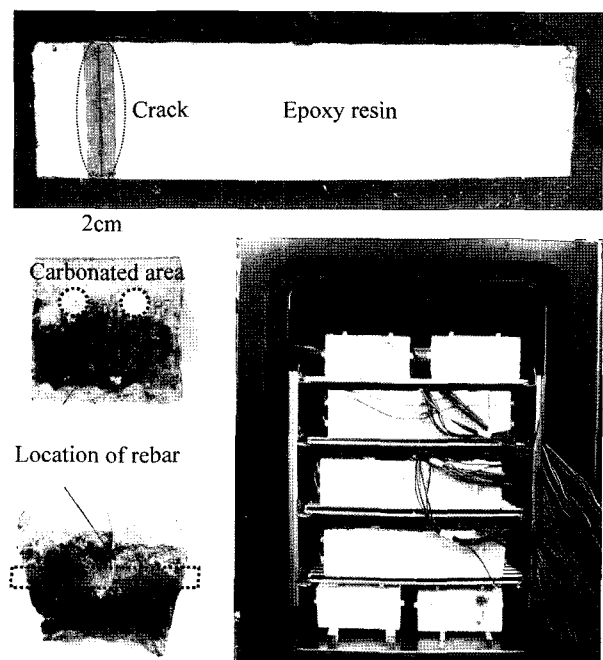 Crack
Epoxy resin
2cm
Carbonated area
Location of rebar